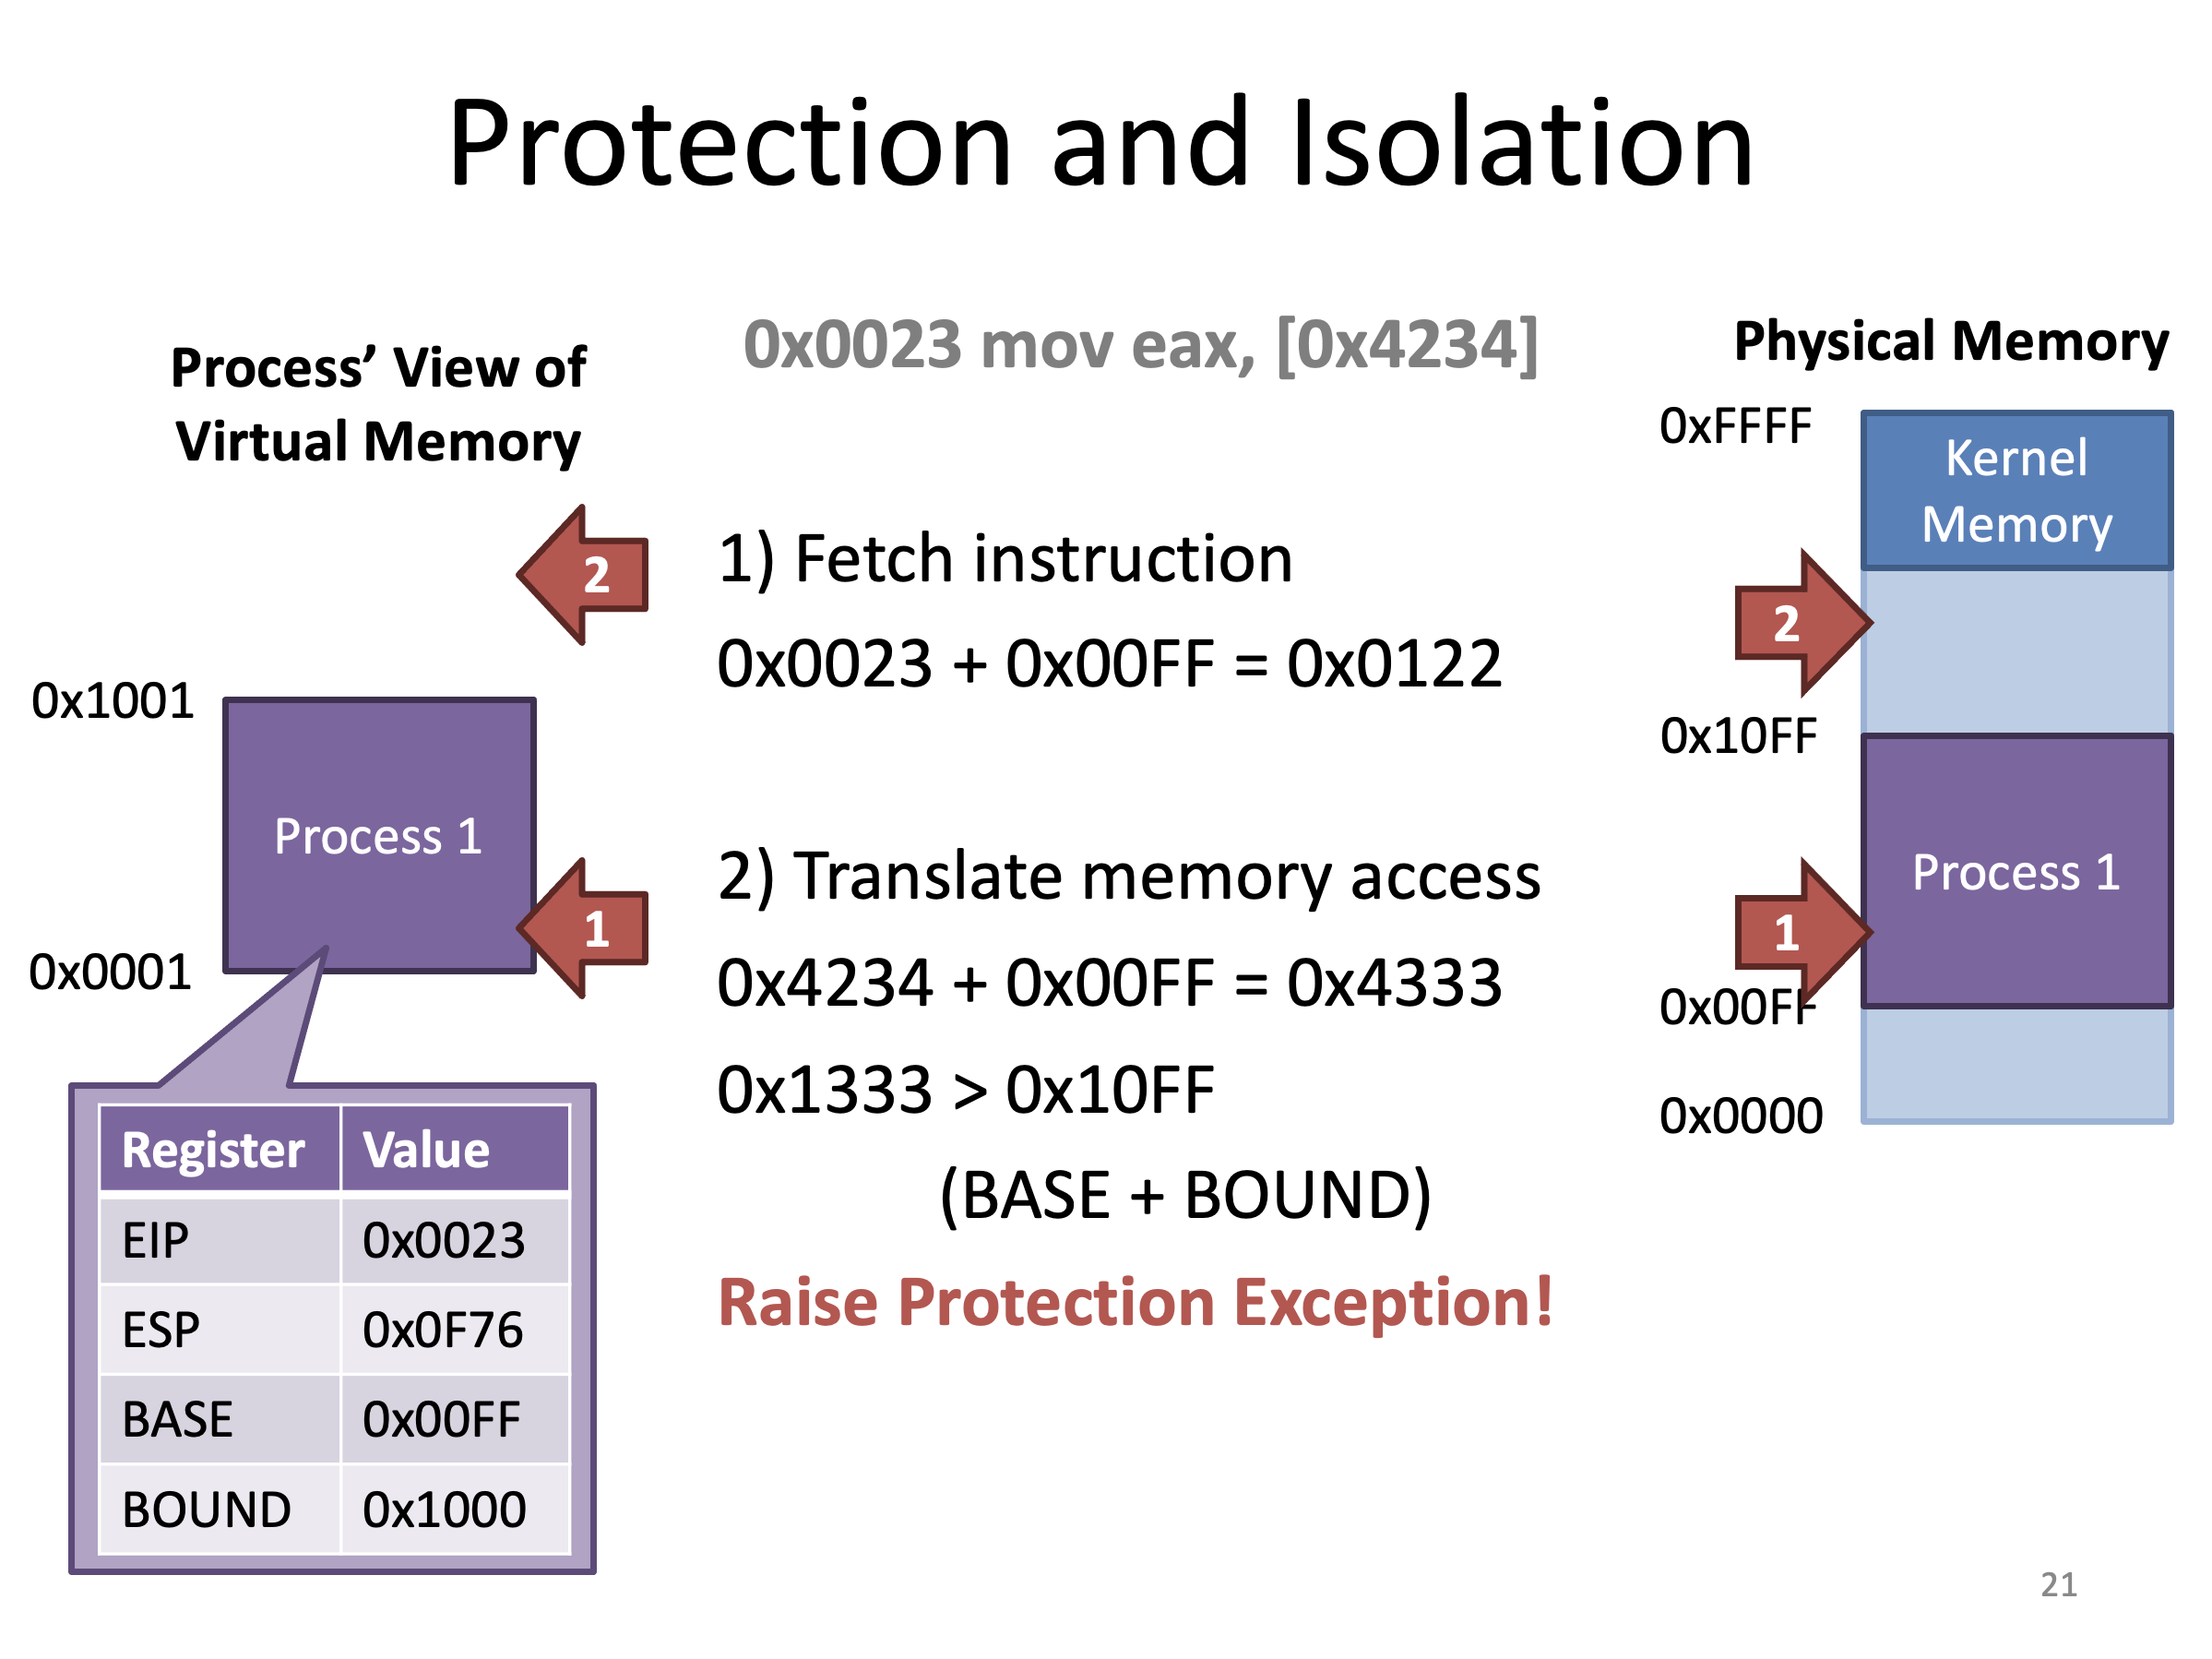 Protection and Isolation
Process’ View of
Virtual Memory
0x1001
Process 1
0x0001
2
1
Register Value
EIP 0x0023
ESP 0x0F76
BASE 0x00FF
BOUND 0x1000
0x0023 mov eax, [0x4234]
1) Fetch instruction
0x0023 + 0x00FF = 0x0122
2) Translate memory access
0x4234 + 0x00FF = 0x4333
0x1333 > 0x10FF
(BASE + BOUND)
Raise Protection Exception!
Physical Memory
0xFFFF
Kernel
Memory
2
0x10FF
Process 1
1
0x00FF
0x0000
21